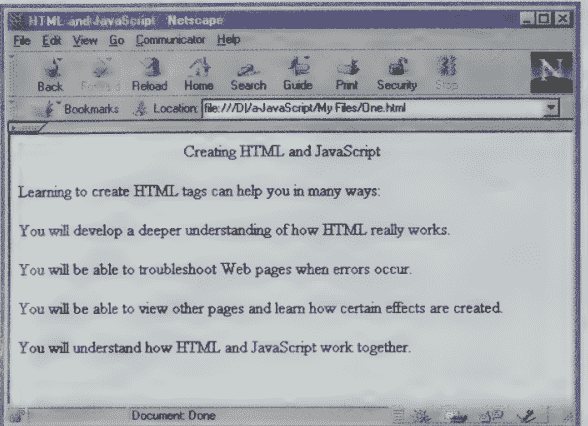 HTML and JavaScript - Netscape
File Edit View Go Communicator Help
Back Forward Reload Home Search Guide Print Security Stop
N
Bookmarks Location: file:///D|/a-JavaScript/My Files/One.html
Creating HTML and JavaScript
Learning to create HTML tags can help you in many ways:
You will develop a deeper understanding of how HTML really works.
You will be able to troubleshoot Web pages when errors occur.
You will be able to view other pages and learn how certain effects are created.
You will understand how HTML and JavaScript work together.
Document: Done